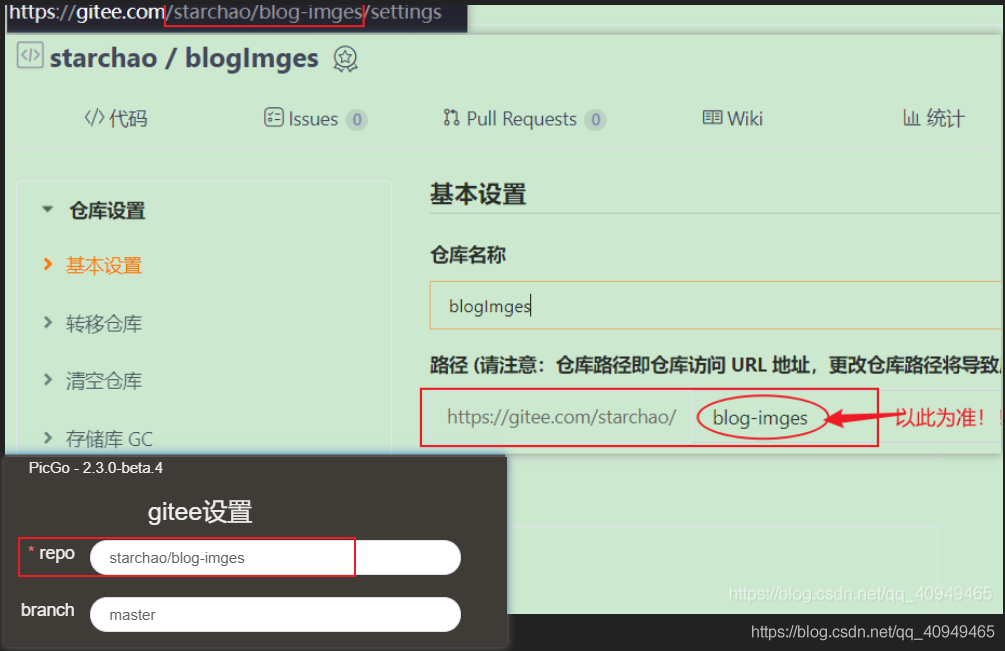 https://gitee.com/starchao/blog-imges/settings
starchao / blogImges
代码 Issues 0 Pull Requests 0 Wiki 统计
仓库设置
基本设置
转移仓库
清空仓库
存储库 GC
基本设置
仓库名称
blogImges
路径 (请注意：仓库路径即仓库访问 URL 地址，更改仓库路径将导致
https://gitee.com/starchao/ blog-imges 以此为准！！
PicGo - 2.3.0-beta.4
gitee设置
* repo starchao/blog-imges
branch master
https://blog.csdn.net/qq_40949465
https://blog.csdn.net/qq_40949465